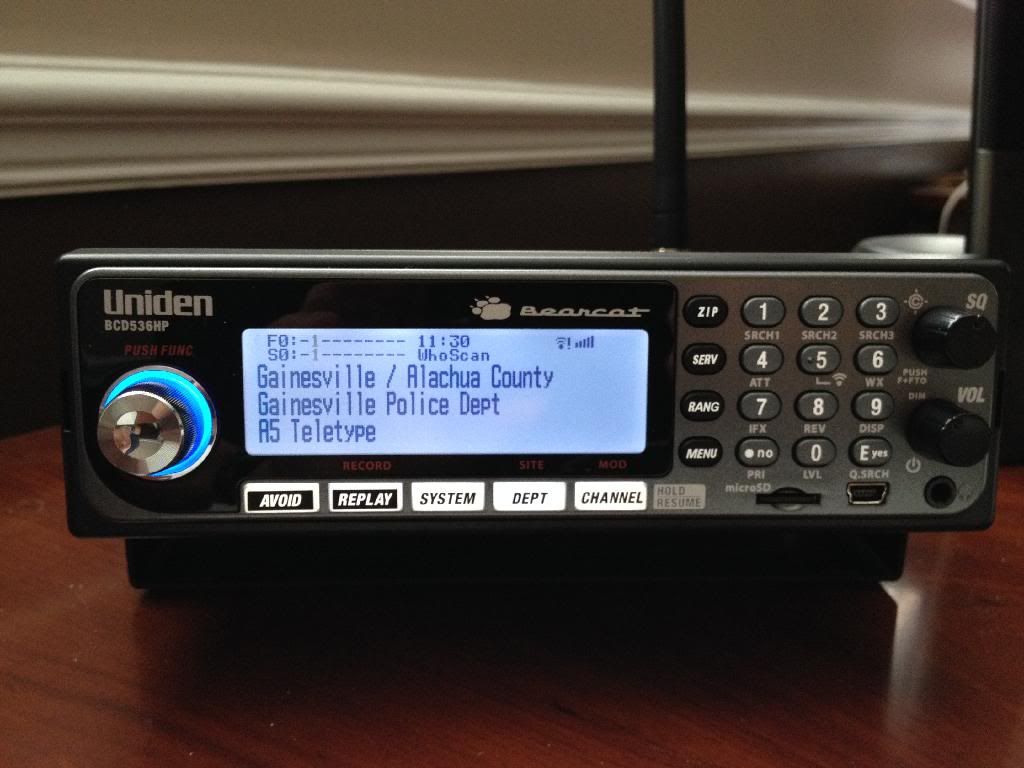 Uniden
BCD536HP
PUSH FUNC
Bearcat
F0:-1-------- 11:30
S0:-1-------- WhoScan
Gainesville / Alachua County
Gainesville Police Dept
A5 Teletype
RECORD SITE MOD
AVOID REPLAY SYSTEM DEPT CHANNEL HOLD RESUME
ZIP 1 2 3
SRCH1 SRCH2 SRCH3
SERV 4 5 6
ATT WX
RANG 7 8 9
IFX REV DISP
MENU • no 0 E yes
PRI LVL Q.SRCH
microSD
SQ
PUSH
F+FTO
DIM
VOL